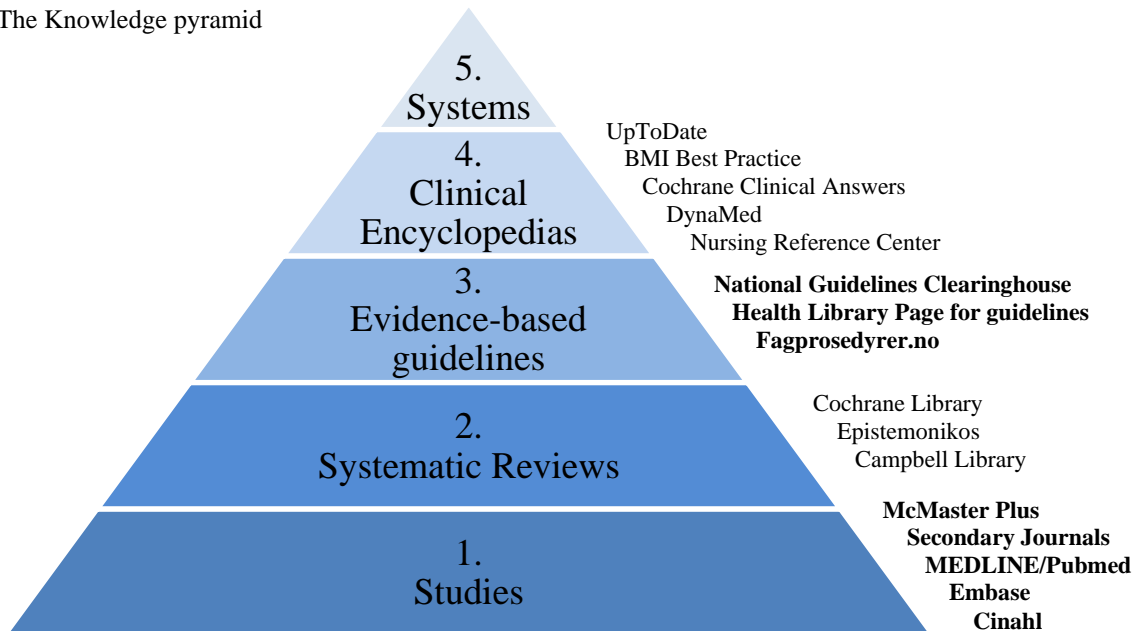 The Knowledge pyramid
5.
Systems
4.
Clinical
Encyclopedias
UpToDate
BMI Best Practice
Cochrane Clinical Answers
DynaMed
Nursing Reference Center
3.
Evidence-based
guidelines
National Guidelines Clearinghouse
Health Library Page for guidelines
Fagprosedyrer.no
2.
Systematic Reviews
Cochrane Library
Epistemonikos
Campbell Library
1.
Studies
McMaster Plus
Secondary Journals
MEDLINE/Pubmed
Embase
Cinahl